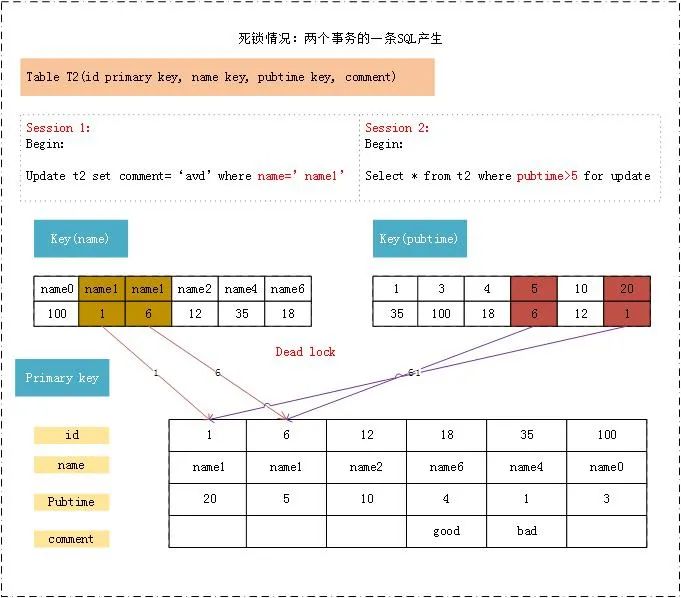 死锁情况：两个事务的一条SQL产生
Table T2(id primary key, name key, pubtime key, comment)
Session 1:
Begin:
Update t2 set comment= ‘avd’ where name=’ name1’
Session 2:
Begin:
Select * from t2 where pubtime>5 for update
Key(name)
Key(pubtime)
name0 name1 name1 name2 name4 name6
100 1 6 12 35 18
1 3 4 5 10 20
35 100 18 6 12 1
Dead lock
1 6 6 1
Primary key
id 1 6 12 18 35 100
name name1 name1 name2 name6 name4 name0
Pubtime 20 5 10 4 1 3
comment good bad